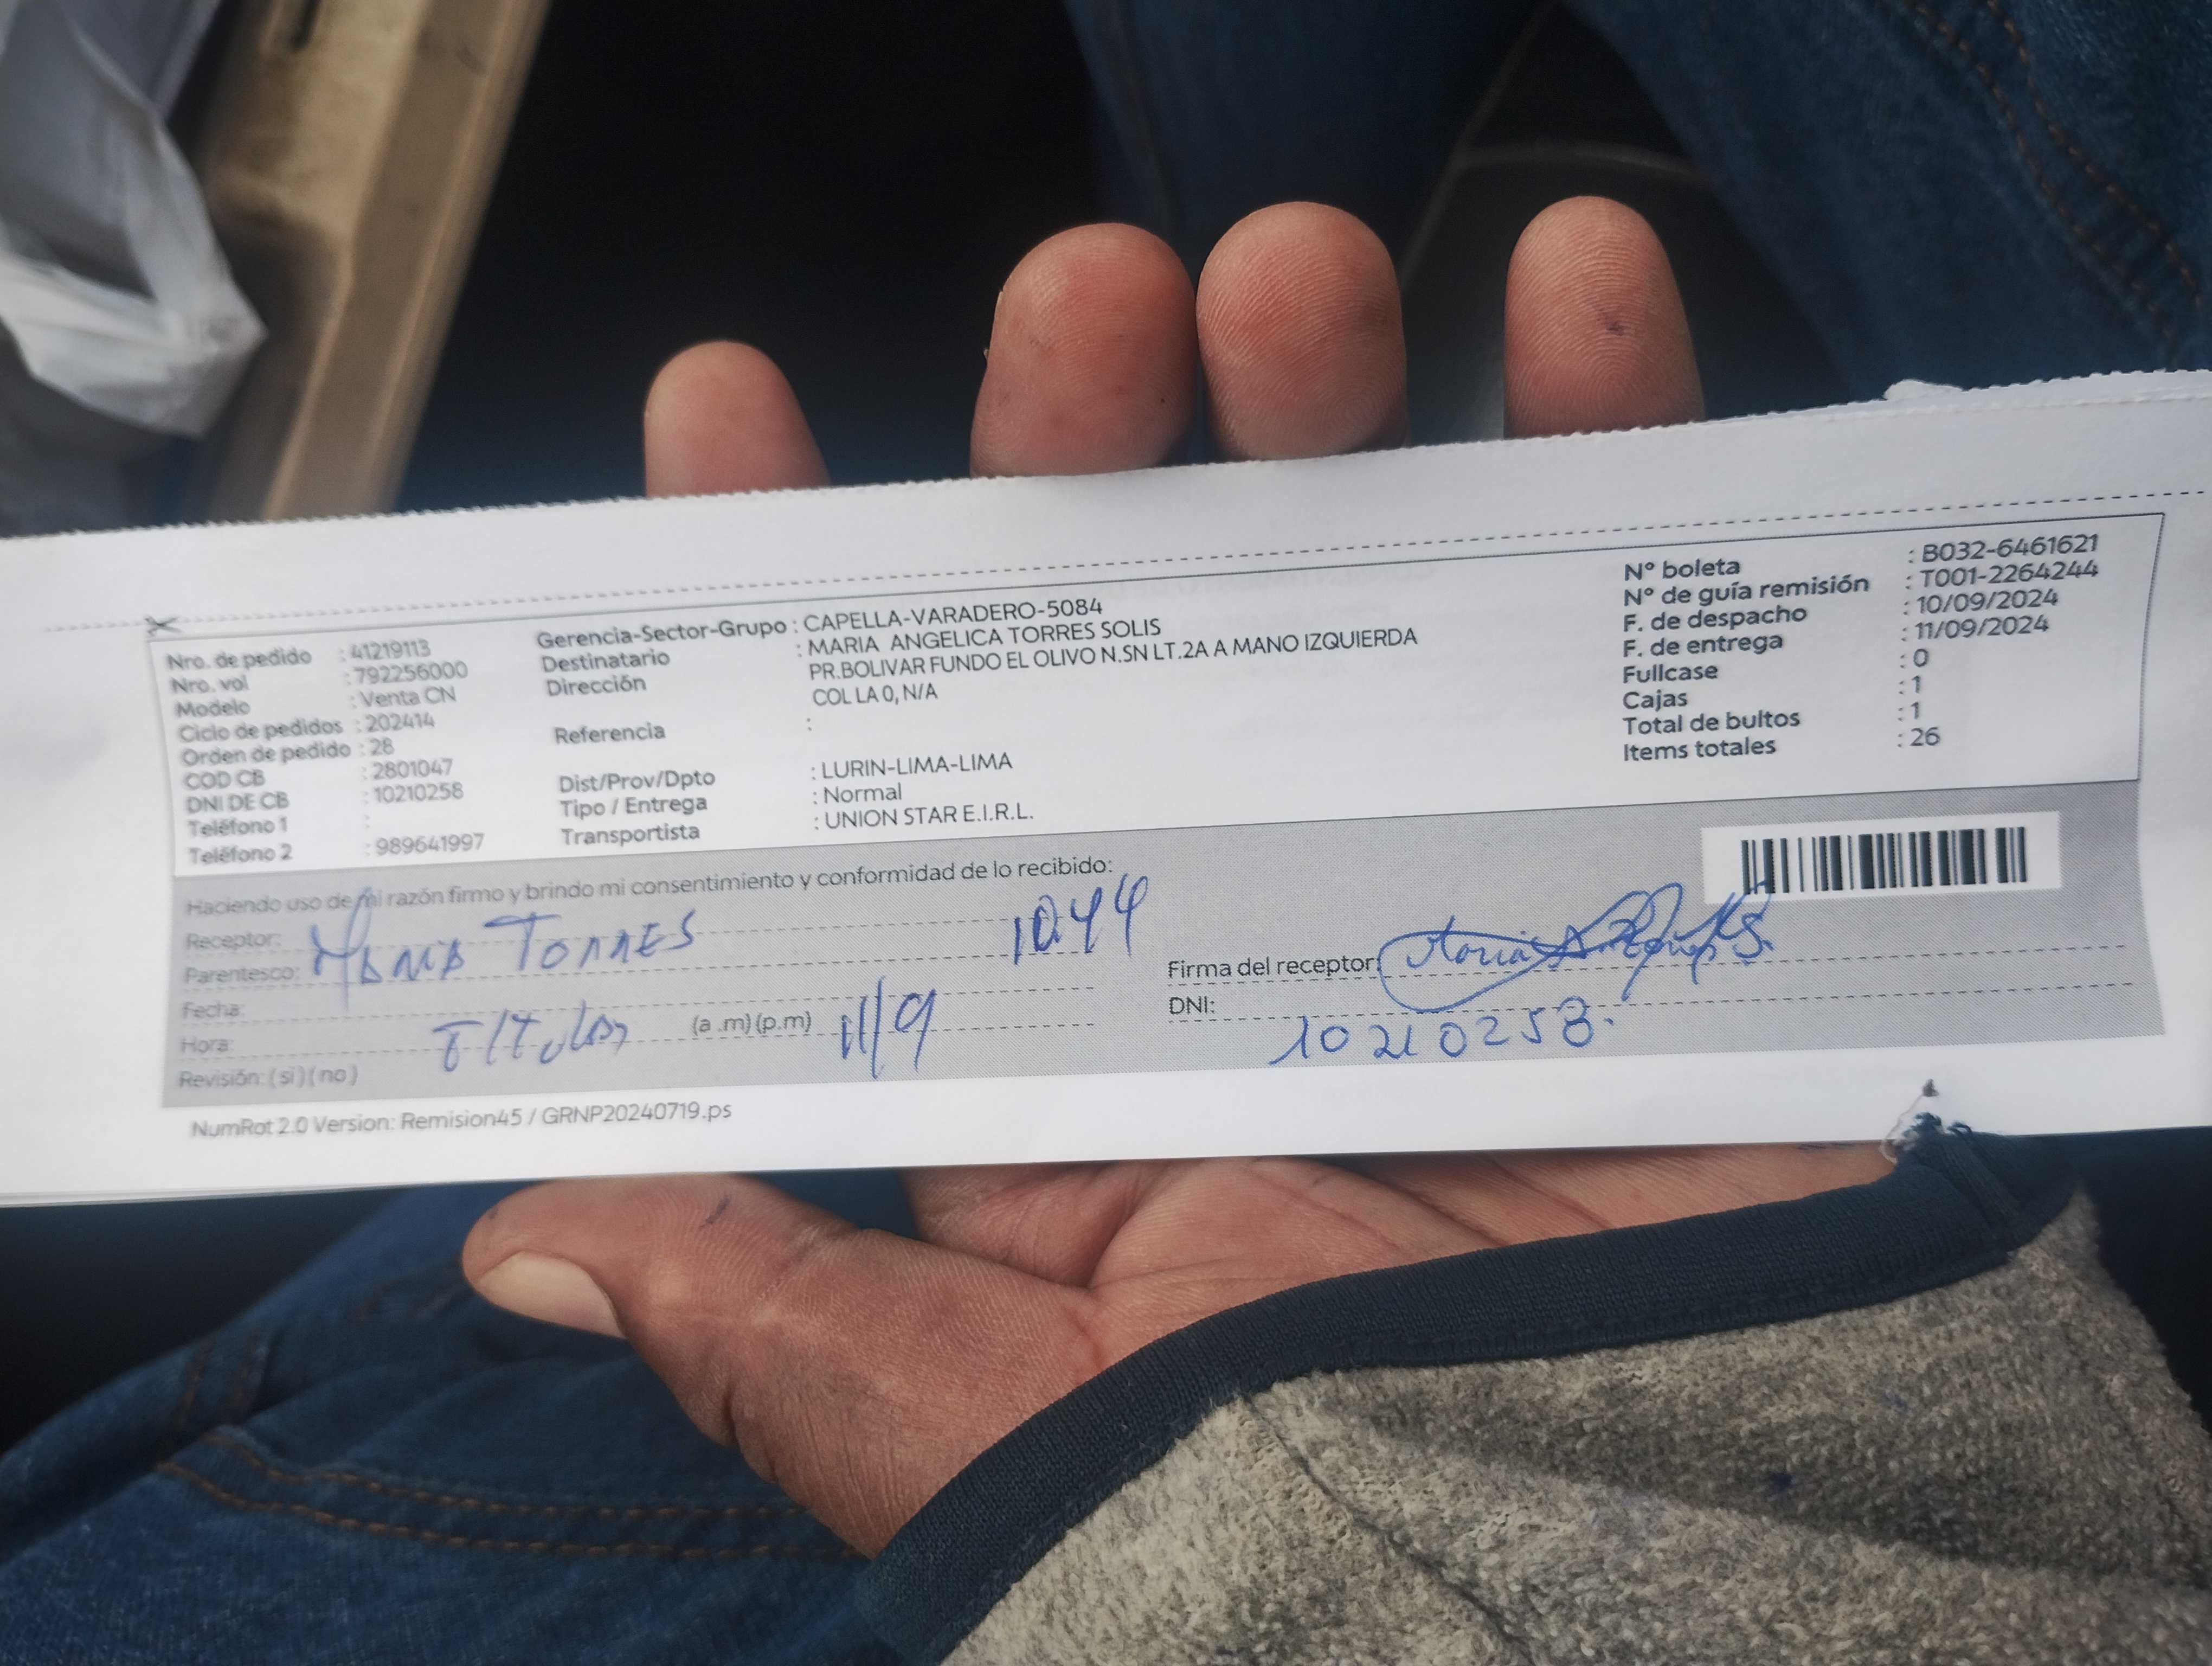 Nro. de pedido : 41219113
Nro. vol : 792256000
Modelo : Venta CN
Ciclo de pedidos : 202414
Orden de pedido : 28
COD CB : 2801047
DNI DE CB : 10210258
Teléfono 1 :
Teléfono 2 : 989641997
Gerencia-Sector-Grupo : CAPELLA-VARADERO-5084
Destinatario : MARIA ANGELICA TORRES SOLIS
Dirección PR.BOLIVAR FUNDO EL OLIVO N.SN LT.2A A MANO IZQUIERDA
COL LA 0, N/A
Referencia :
Dist/Prov/Dpto : LURIN-LIMA-LIMA
Tipo / Entrega : Normal
Transportista : UNION STAR E.I.R.L.
N° boleta : B032-6461621
N° de guía remisión : T001-2264244
F. de despacho : 10/09/2024
F. de entrega : 11/09/2024
Fullcase : 0
Cajas : 1
Total de bultos : 1
Items totales : 26
Haciendo uso de mi razón firmo y brindo mi consentimiento y conformidad de lo recibido:
Receptor: MARIA TORRES 1044
Parentesco:
Fecha:
Hora: (a .m) (p.m) 11/9
Revisión: ( si ) ( no )
Firma del receptor:
DNI: 10210258.
NumRot 2.0 Version: Remision45 / GRNP20240719.ps